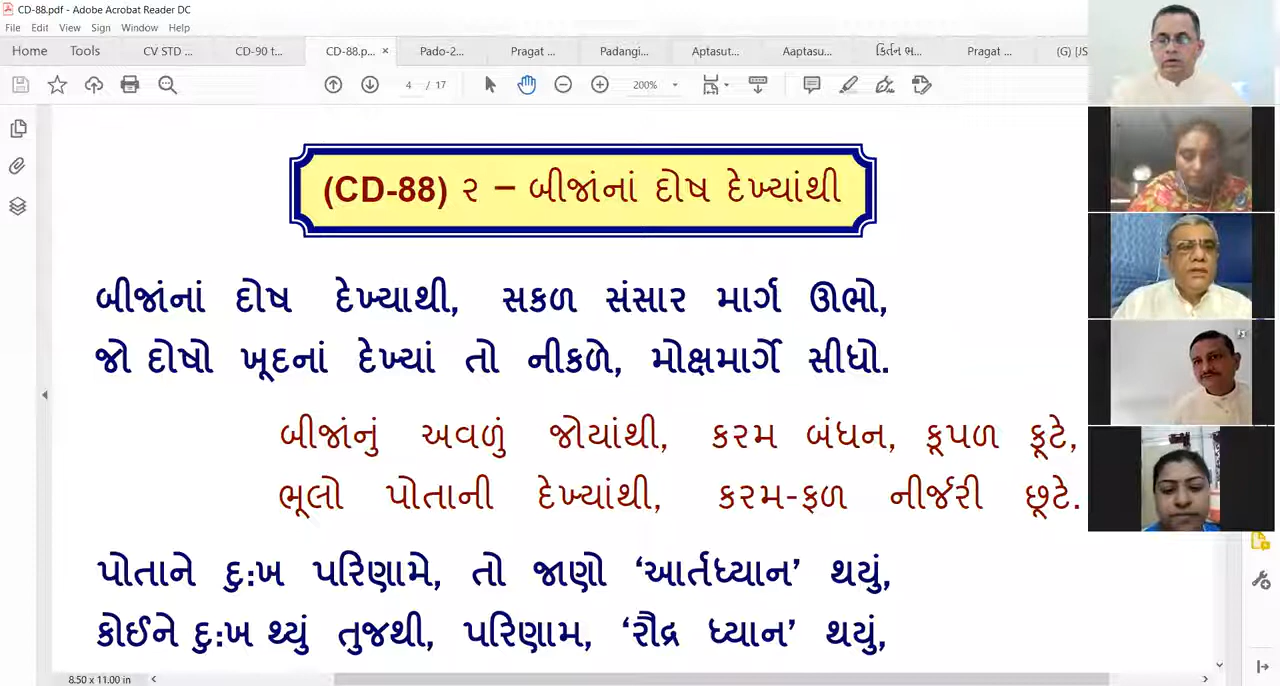 CD-88.pdf - Adobe Acrobat Reader DC
File Edit View Sign Window Help
Home Tools CV STD ... CD-90 t... CD-88.p... × Pado-2... Pragat ... Padangi... Aptasut... Aaptasu... કિર્તન ભ... Pragat ... (G) [JS
4 / 17 200%
(CD-88) ૨ – બીજાંનાં દોષ દેખ્યાંથી
બીજાંનાં દોષ દેખ્યાથી, સકળ સંસાર માર્ગ ઊભો,
જો દોષો ખૂદનાં દેખ્યાં તો નીકળે, મોક્ષમાર્ગે સીધો.
બીજાંનું અવળું જોયાંથી, કરમ બંધન, કૂપળ ફૂટે,
ભૂલો પોતાની દેખ્યાંથી, કરમ-ફળ નીર્જરી છૂટે.
પોતાને દુ:ખ પરિણામે, તો જાણો ‘આર્તધ્યાન’ થયું,
કોઈને દુ:ખ થ્યું તુજથી, પરિણામ, ‘રૌદ્ર ધ્યાન’ થયું,
8.50 x 11.00 in